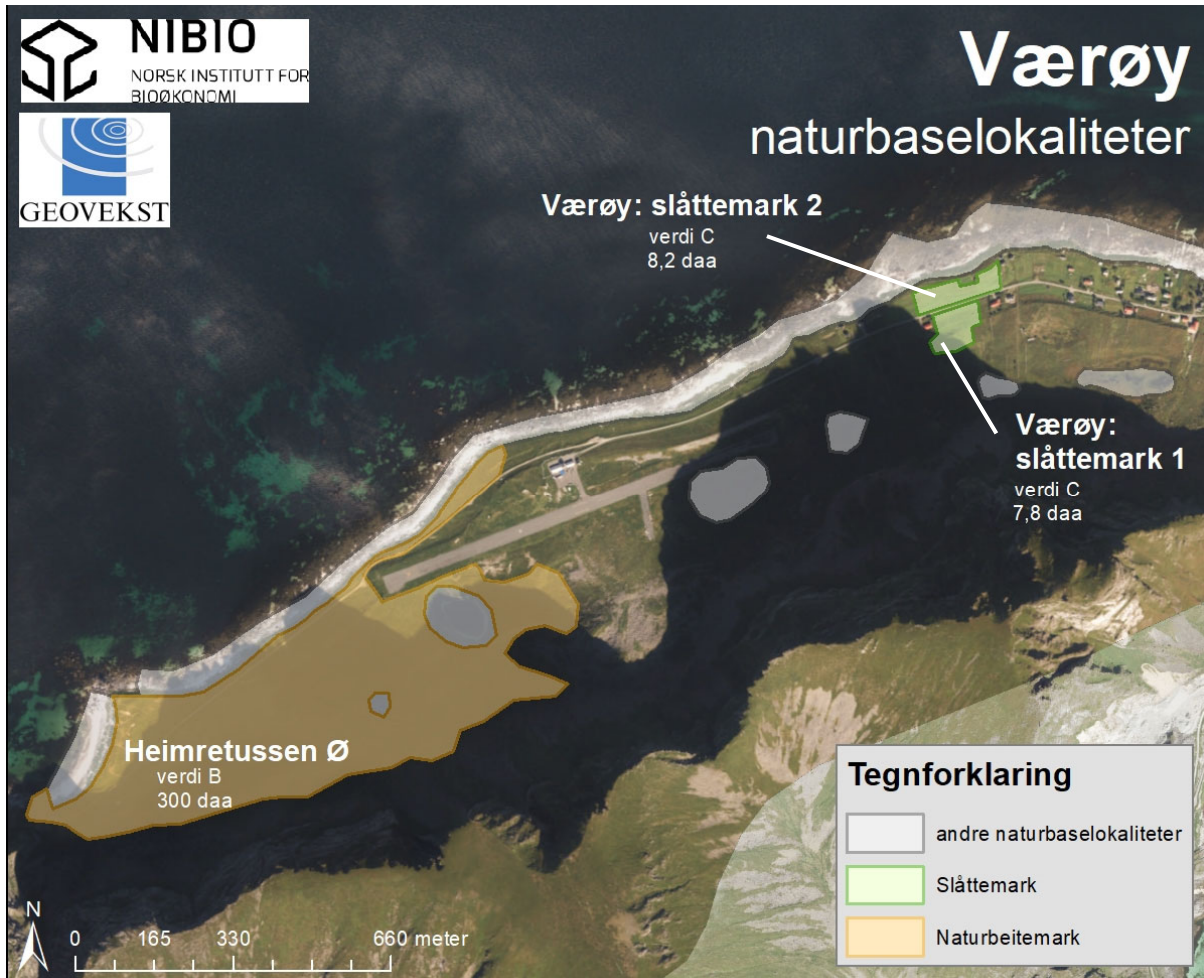 NIBIO
NORSK INSTITUTT FOR
BIOØKONOMI
GEOVEKST
Værøy
naturbaselokaliteter
Værøy: slåttemark 2
verdi C
8,2 daa
Værøy:
slåttemark 1
verdi C
7,8 daa
Heimretussen Ø
verdi B
300 daa
Tegnforklaring
andre naturbaselokaliteter
Slåttemark
Naturbeitemark
N
0 165 330 660 meter